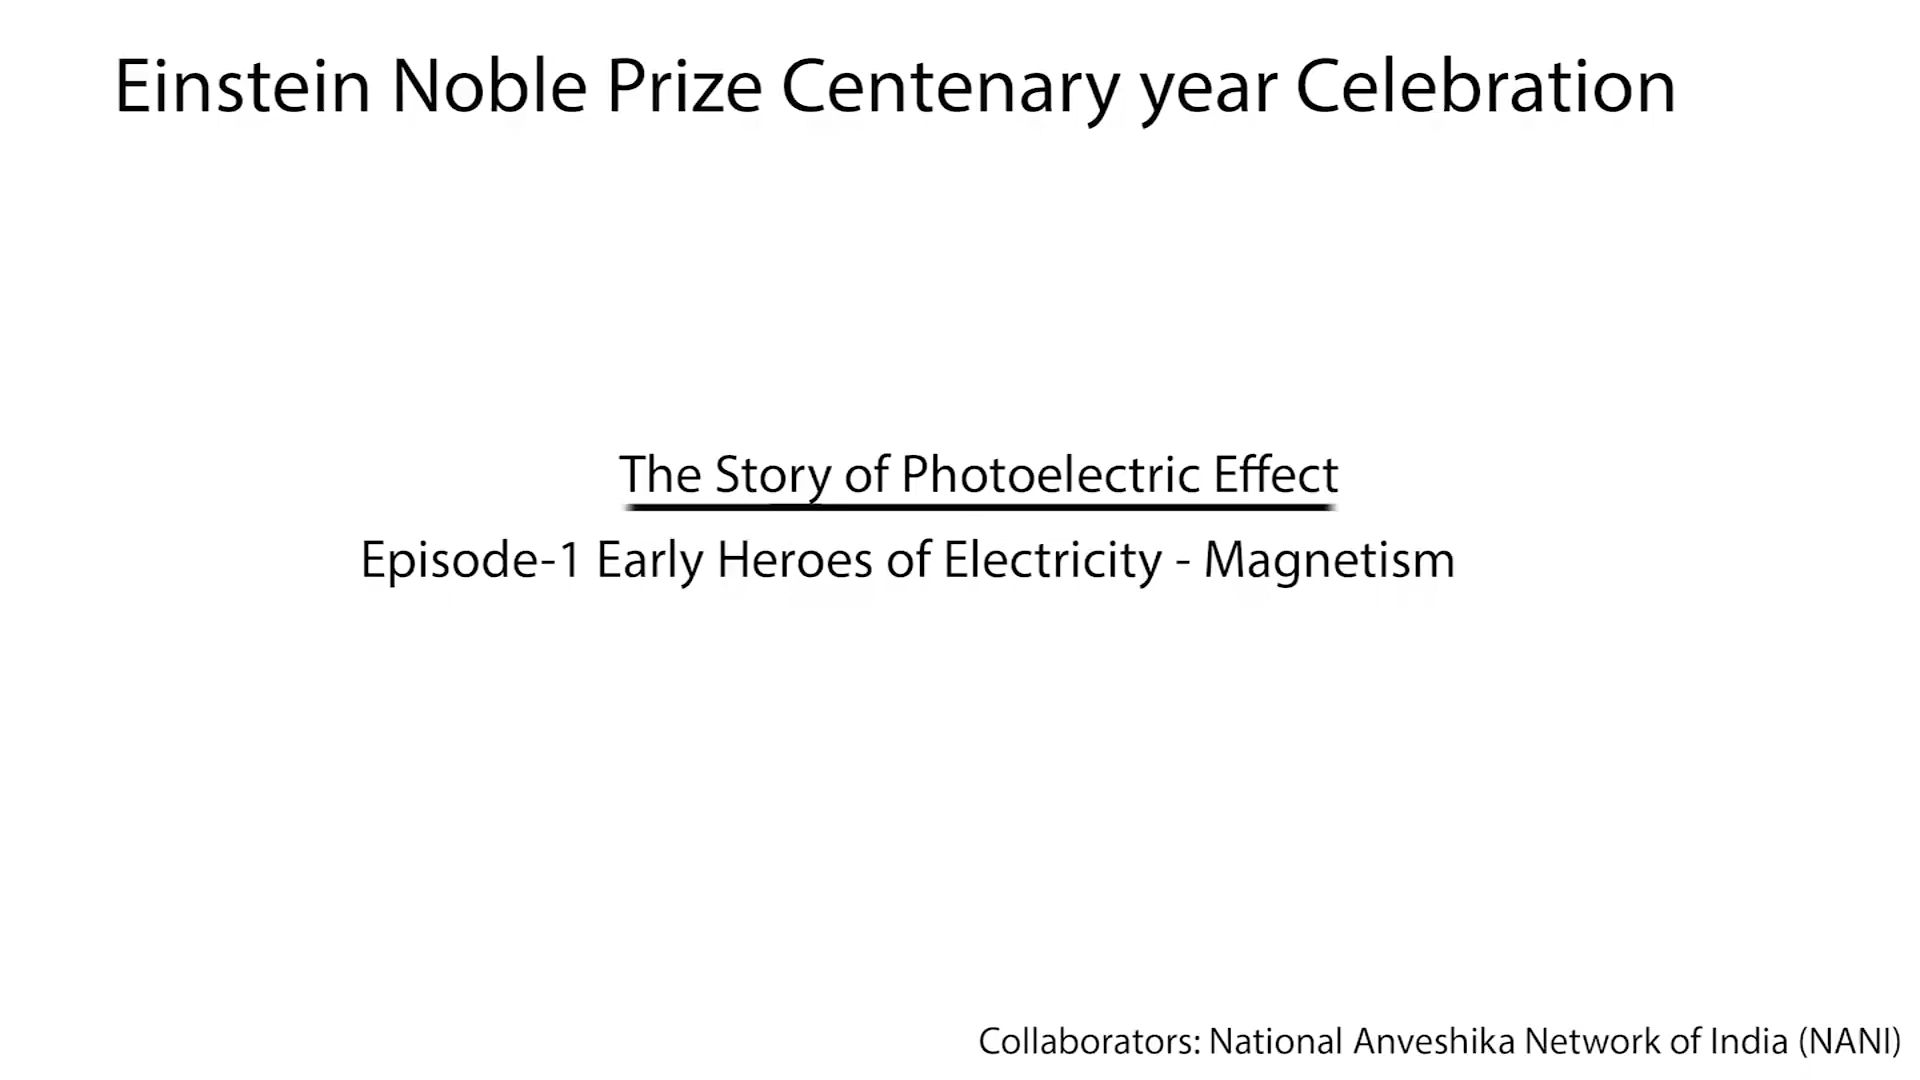 Einstein Noble Prize Centenary year Celebration
The Story of Photoelectric Effect
Episode-1 Early Heroes of Electricity - Magnetism
Collaborators: National Anveshika Network of India (NANI)